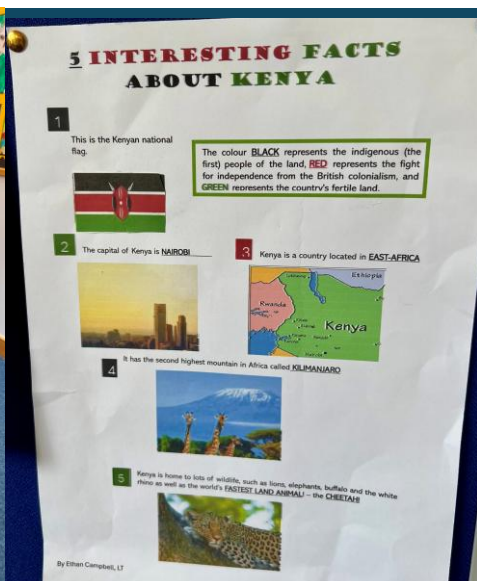 5 INTERESTING FACTS
ABOUT KENYA
1
This is the Kenyan national
flag.
The colour BLACK represents the indigenous (the
first) people of the land, RED represents the fight
for independence from the British colonialism, and
GREEN represents the country's fertile land.
2
The capital of Kenya is NAIROBI
3
Kenya is a country located in EAST-AFRICA
Ethiopia
Rwanda
Kenya
4
It has the second highest mountain in Africa called KILIMANJARO
5
Kenya is home to lots of wildlife, such as lions, elephants, buffalo and the white
rhino as well as the world's FASTEST LAND ANIMAL! – the CHEETAH!
By Ethan Campbell, LT